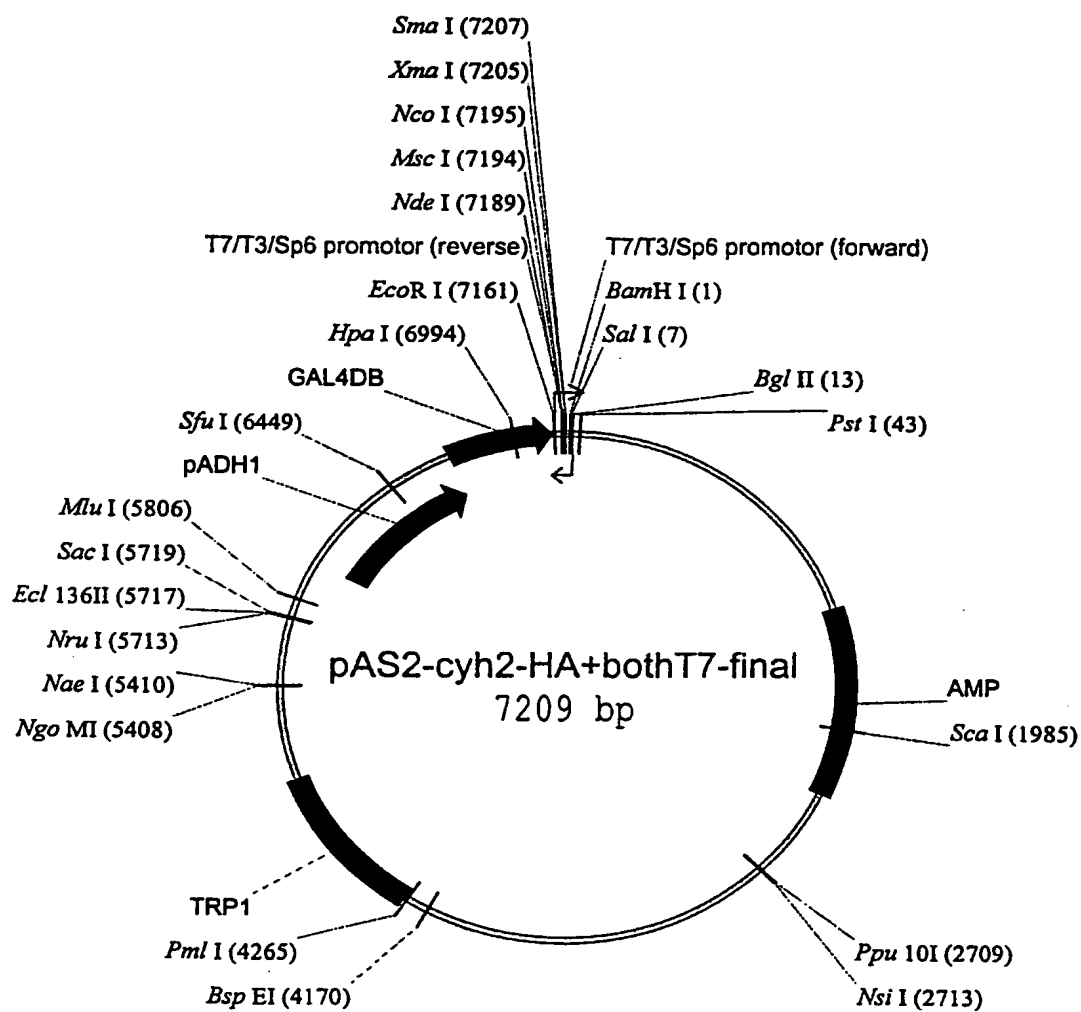 Sma I (7207)
Xma I (7205)
Nco I (7195)
Msc I (7194)
Nde I (7189)
T7/T3/Sp6 promotor (reverse)
T7/T3/Sp6 promotor (forward)
EcoR I (7161)
BamH I (1)
Hpa I (6994)
Sal I (7)
GAL4DB
Bgl II (13)
Sfu I (6449)
Pst I (43)
pADH1
Mlu I (5806)
Sac I (5719)
Ecl 136II (5717)
Nru I (5713)
Nae I (5410)
Ngo MI (5408)
pAS2-cyh2-HA+bothT7-final
7209 bp
AMP
Sca I (1985)
TRP1
Pml I (4265)
Bsp EI (4170)
Ppu 10I (2709)
Nsi I (2713)